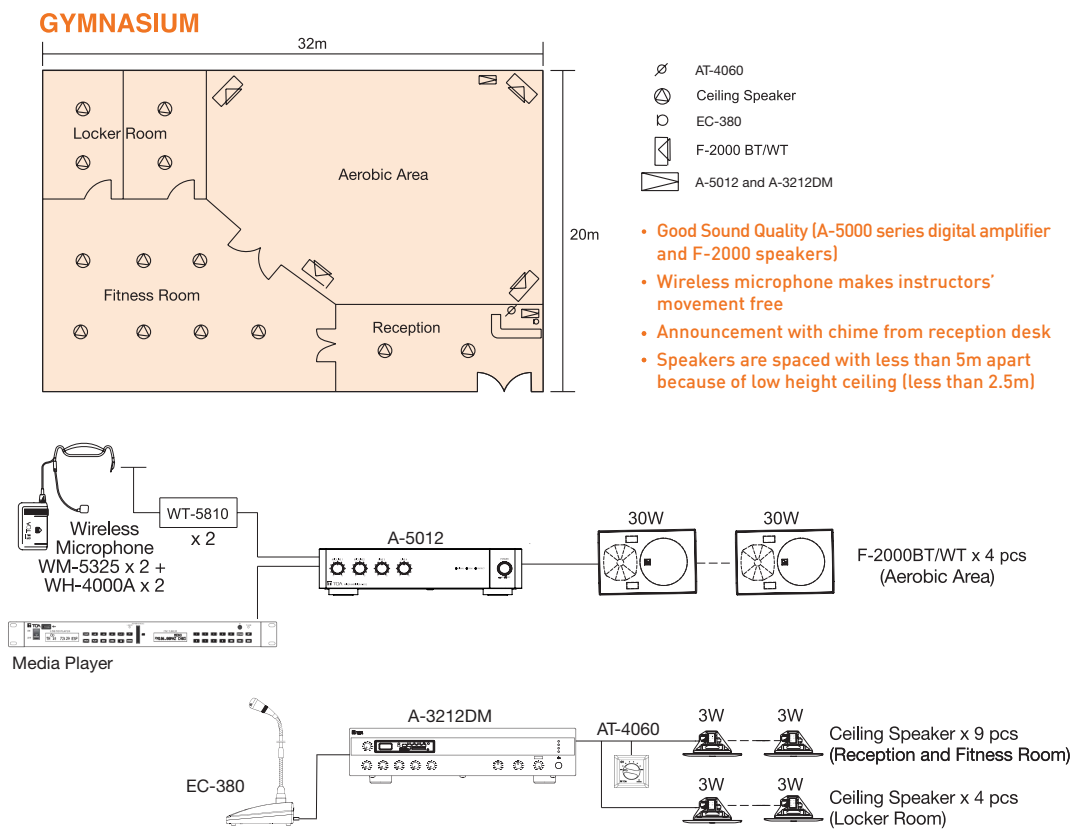 GYMNASIUM
32m
Locker Room
Aerobic Area
20m
Fitness Room
Reception
AT-4060
Ceiling Speaker
EC-380
F-2000 BT/WT
A-5012 and A-3212DM
• Good Sound Quality (A-5000 series digital amplifier
and F-2000 speakers)
• Wireless microphone makes instructors'
movement free
• Announcement with chime from reception desk
• Speakers are spaced with less than 5m apart
because of low height ceiling (less than 2.5m)
Wireless
Microphone
WM-5325 x 2 +
WH-4000A x 2
WT-5810
x 2
A-5012
TOA
30W
30W
F-2000BT/WT x 4 pcs
(Aerobic Area)
TOA
Media Player
EC-380
A-3212DM
AT-4060
3W
3W
Ceiling Speaker x 9 pcs
(Reception and Fitness Room)
3W
3W
Ceiling Speaker x 4 pcs
(Locker Room)